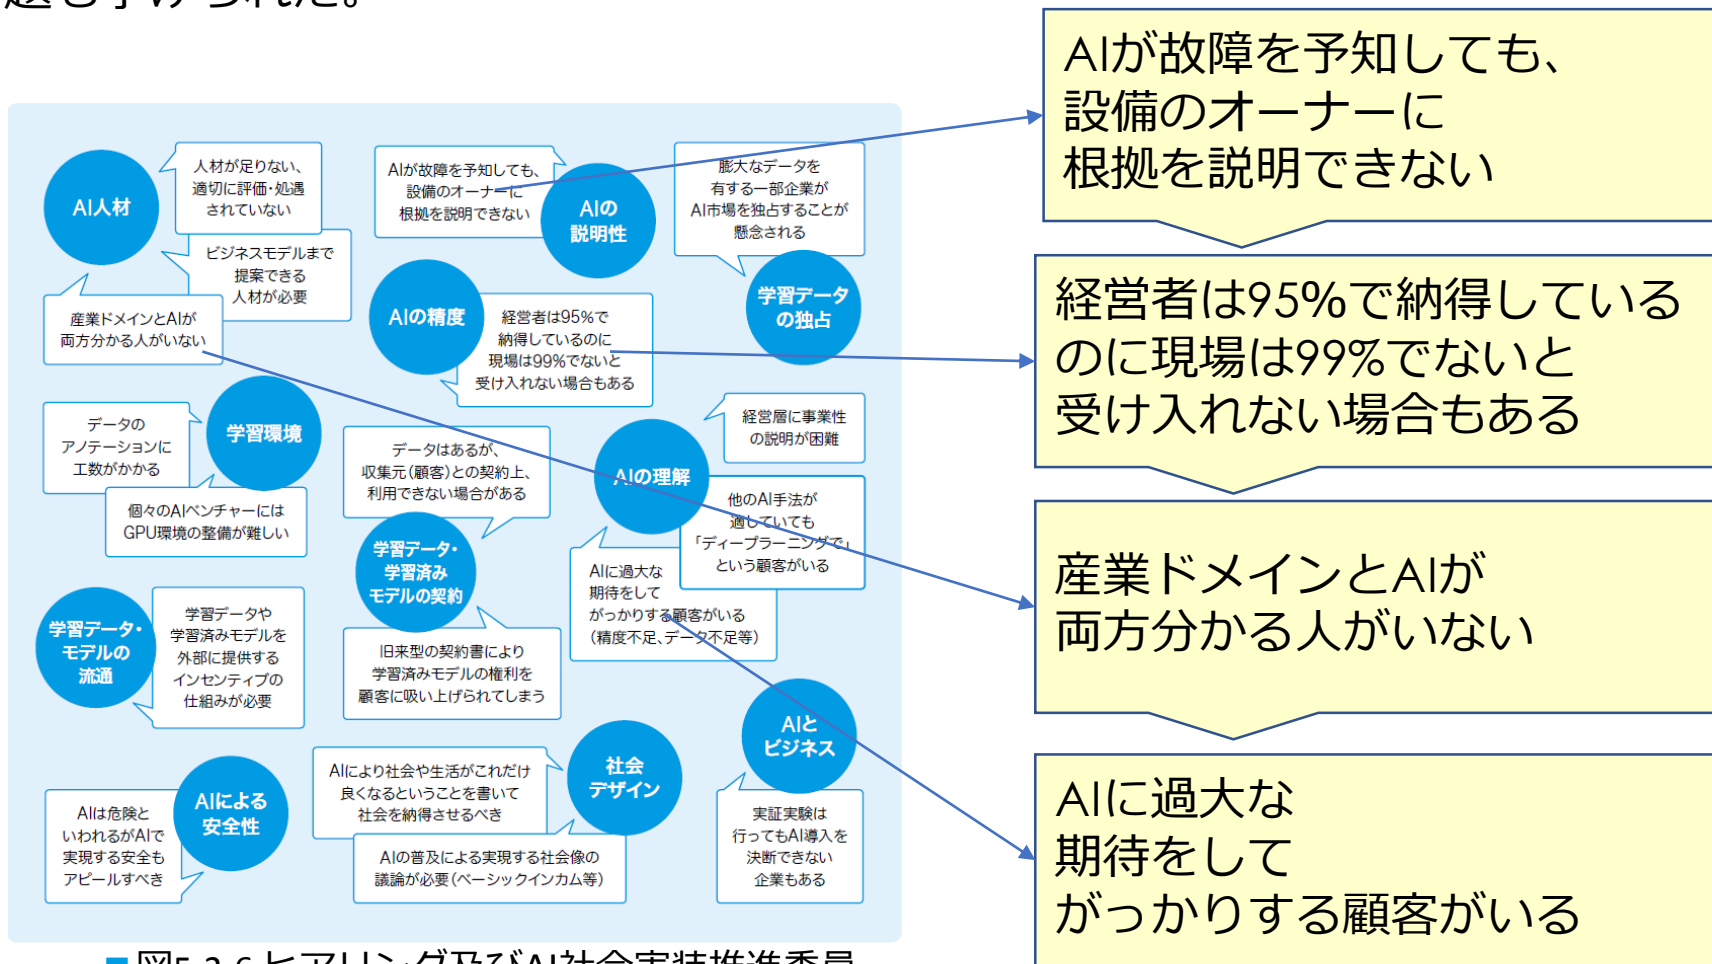 AI人材
人材が足りない、
適切に評価・処遇
されていない
ビジネスモデルまで
提案できる
人材が必要
産業ドメインとAIが
両方分かる人がいない
AIが故障を予知しても、
設備のオーナーに
根拠を説明できない
AIの
説明性
膨大なデータを
有する一部企業が
AI市場を独占することが
懸念される
学習データ
の独占
AIの精度
経営者は95%で
納得しているのに
現場は99%でないと
受け入れない場合もある
学習環境
データの
アノテーションに
工数がかかる
個々のAIベンチャーには
GPU環境の整備が難しい
データはあるが、
収集元(顧客)との契約上、
利用できない場合がある
学習データ・
学習済み
モデルの契約
旧来型の契約書により
学習済みモデルの権利を
顧客に吸い上げられてしまう
AIの理解
経営層に事業性
の説明が困難
他のAI手法が
適していても
「ディープラーニングで」
という顧客がいる
AIに過大な
期待をして
がっかりする顧客がいる
(精度不足、データ不足等)
学習データ・
モデルの
流通
学習データや
学習済みモデルを
外部に提供する
インセンティブの
仕組みが必要
AIによる
安全性
AIは危険と
いわれるがAIで
実現する安全も
アピールすべき
社会
デザイン
AIにより社会や生活がこれだけ
良くなるということを書いて
社会を納得させるべき
AIの普及による実現する社会像の
議論が必要(ベーシックインカム等)
AIと
ビジネス
実証実験は
行ってもAI導入を
決断できない
企業もある
AIが故障を予知しても、
設備のオーナーに
根拠を説明できない
経営者は95%で納得している
のに現場は99%でないと
受け入れない場合もある
産業ドメインとAIが
両方分かる人がいない
AIに過大な
期待をして
がっかりする顧客がいる